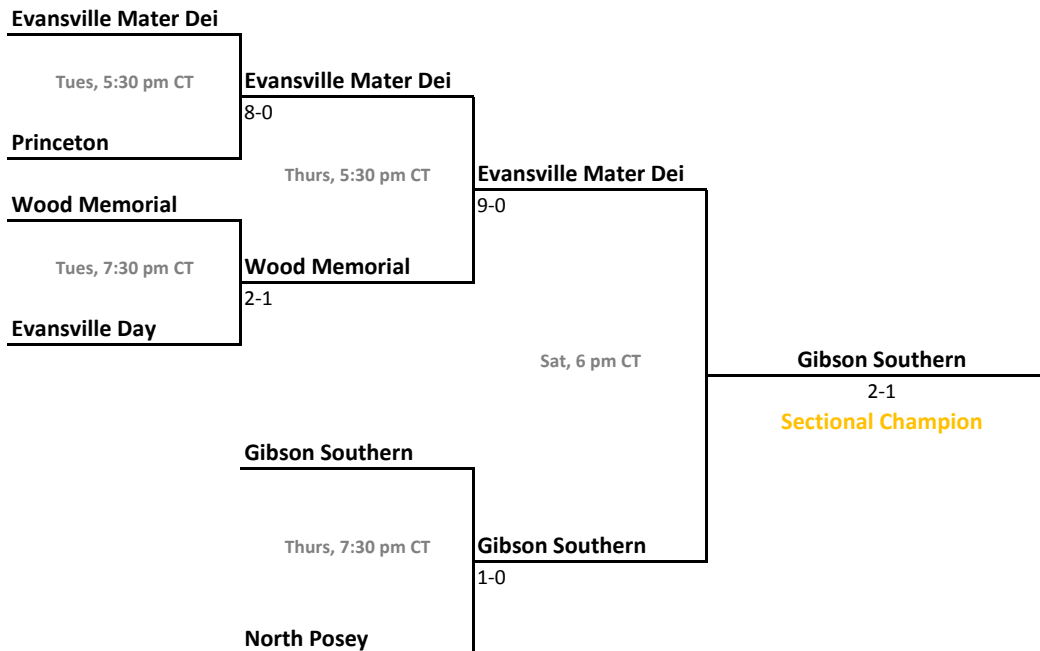 Evansville Mater Dei
Tues, 5:30 pm CT
Evansville Mater Dei
8-0
Princeton
Thurs, 5:30 pm CT
Evansville Mater Dei
9-0
Wood Memorial
Tues, 7:30 pm CT
Wood Memorial
2-1
Evansville Day
Sat, 6 pm CT
Gibson Southern
2-1
Sectional Champion
Gibson Southern
Thurs, 7:30 pm CT
Gibson Southern
1-0
North Posey